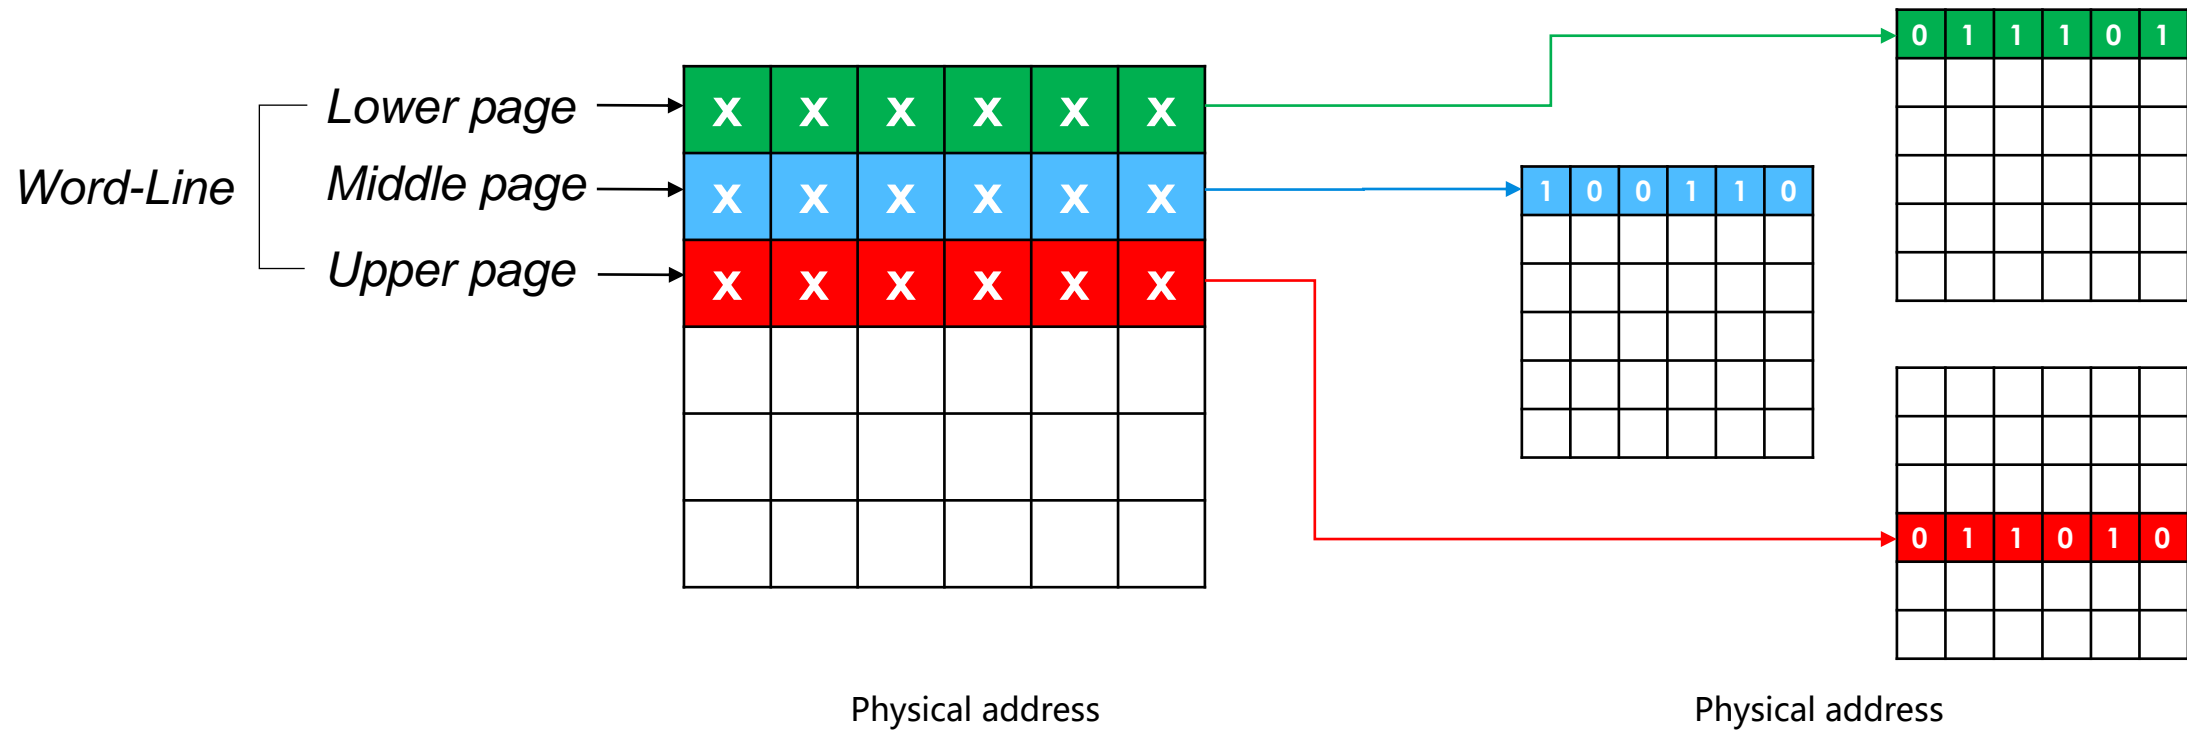 Word-Line
Lower page
Middle page
Upper page
X X X X X X
X X X X X X
X X X X X X
0 1 1 1 0 1
1 0 0 1 1 0
0 1 1 0 1 0
Physical address
Physical address